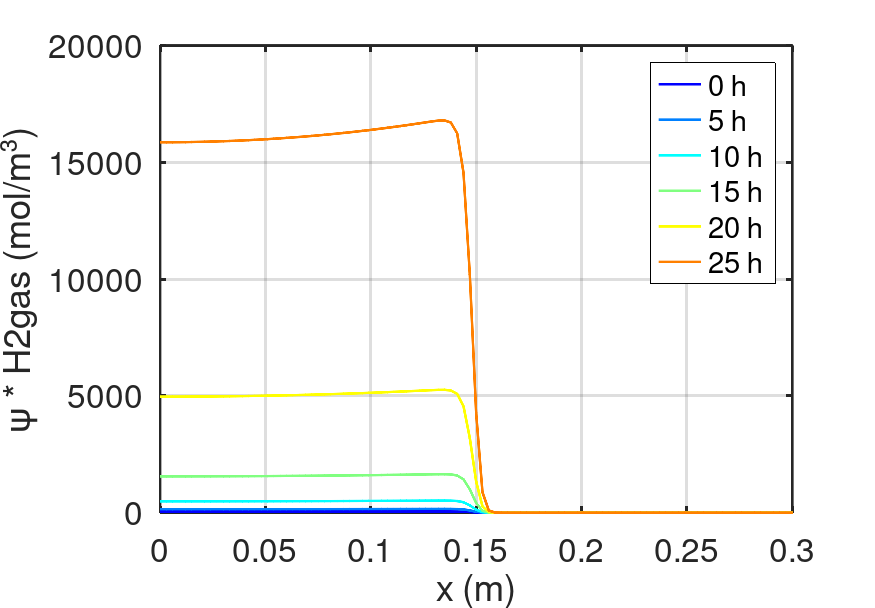 20000
15000
10000
5000
0
ψ * H2gas (mol/m³)
0 h
5 h
10 h
15 h
20 h
25 h
0 0.05 0.1 0.15 0.2 0.25 0.3
x (m)